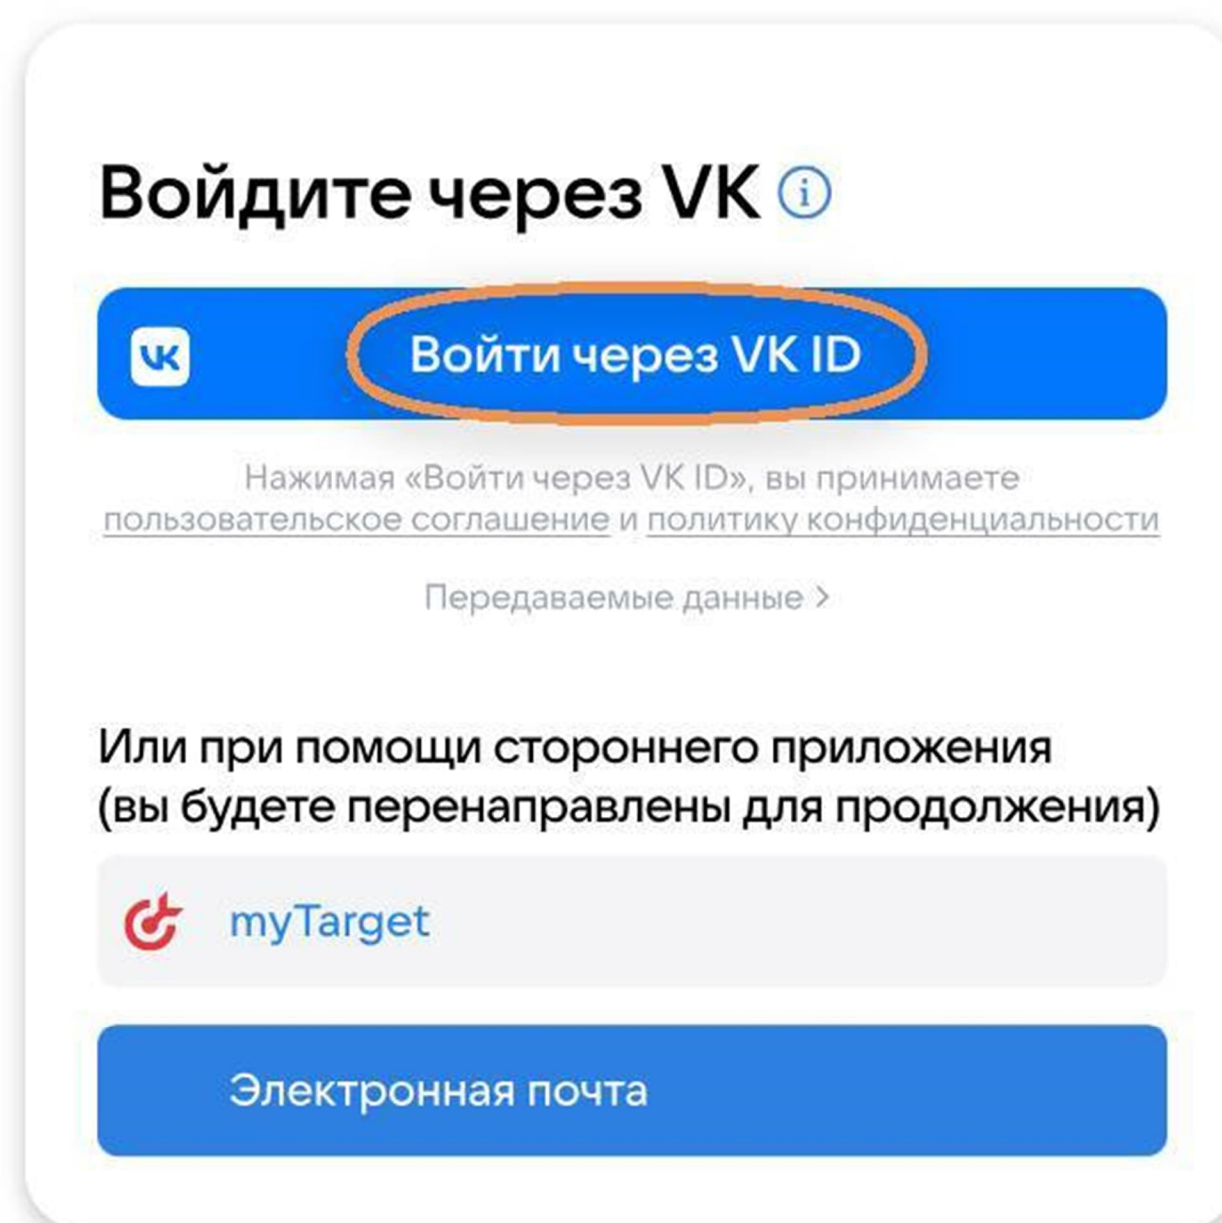 Войдите через VK
Войти через VK ID
Нажимая «Войти через VK ID», вы принимаете
пользовательское соглашение и политику конфиденциальности
Передаваемые данные >
Или при помощи стороннего приложения
(вы будете перенаправлены для продолжения)
myTarget
Электронная почта